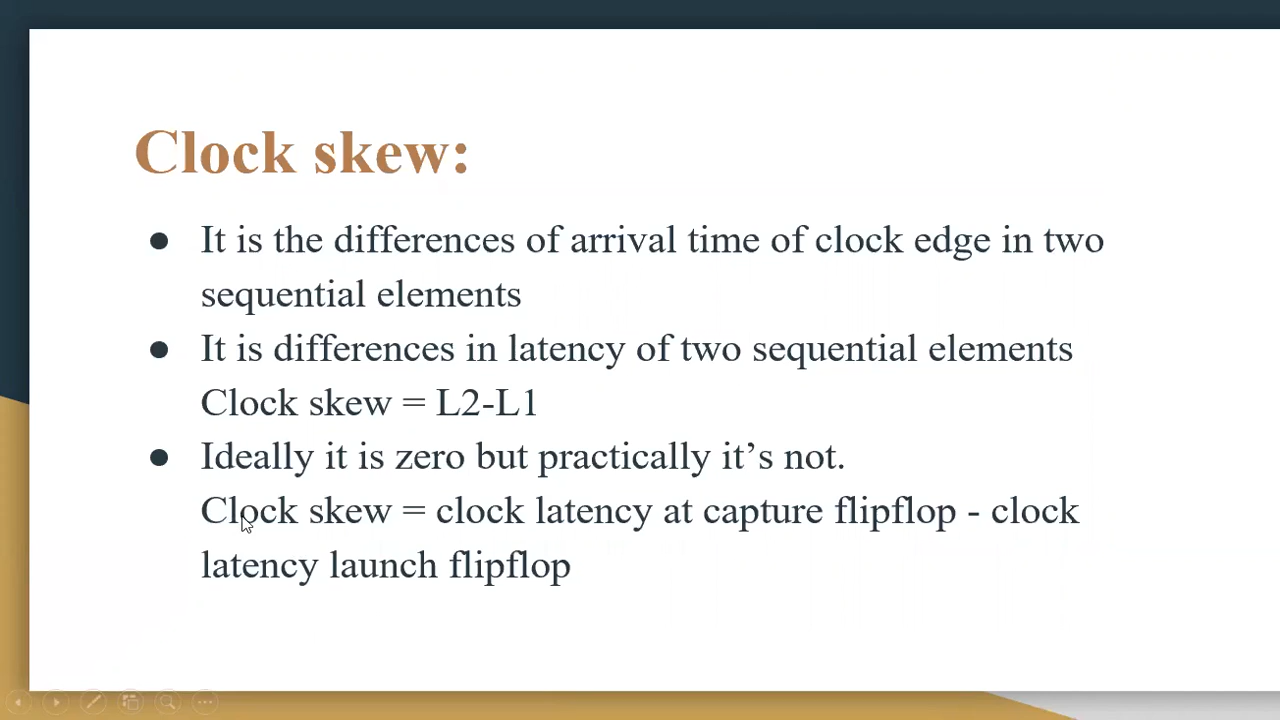 Clock skew:
● It is the differences of arrival time of clock edge in two
sequential elements
● It is differences in latency of two sequential elements
Clock skew = L2-L1
● Ideally it is zero but practically it’s not.
Clock skew = clock latency at capture flipflop - clock
latency launch flipflop